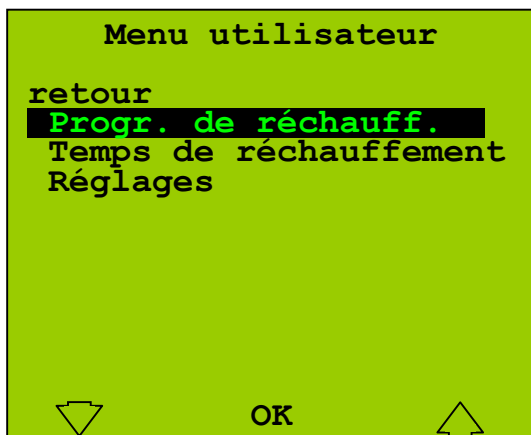 Menu utilisateur
retour
Progr. de réchauff.
Temps de réchauffement
Réglages
OK